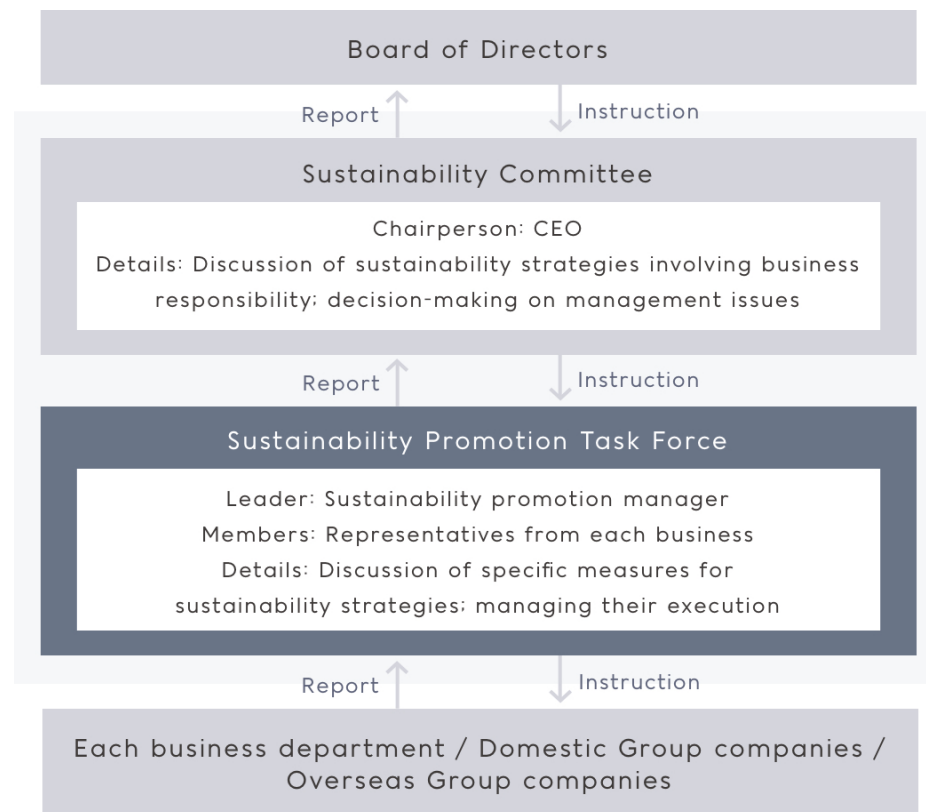 Board of Directors
Report
Instruction
Sustainability Committee
Chairperson: CEO
Details: Discussion of sustainability strategies involving business
responsibility; decision-making on management issues
Report
Instruction
Sustainability Promotion Task Force
Leader: Sustainability promotion manager
Members: Representatives from each business
Details: Discussion of specific measures for
sustainability strategies; managing their execution
Report
Instruction
Each business department / Domestic Group companies /
Overseas Group companies